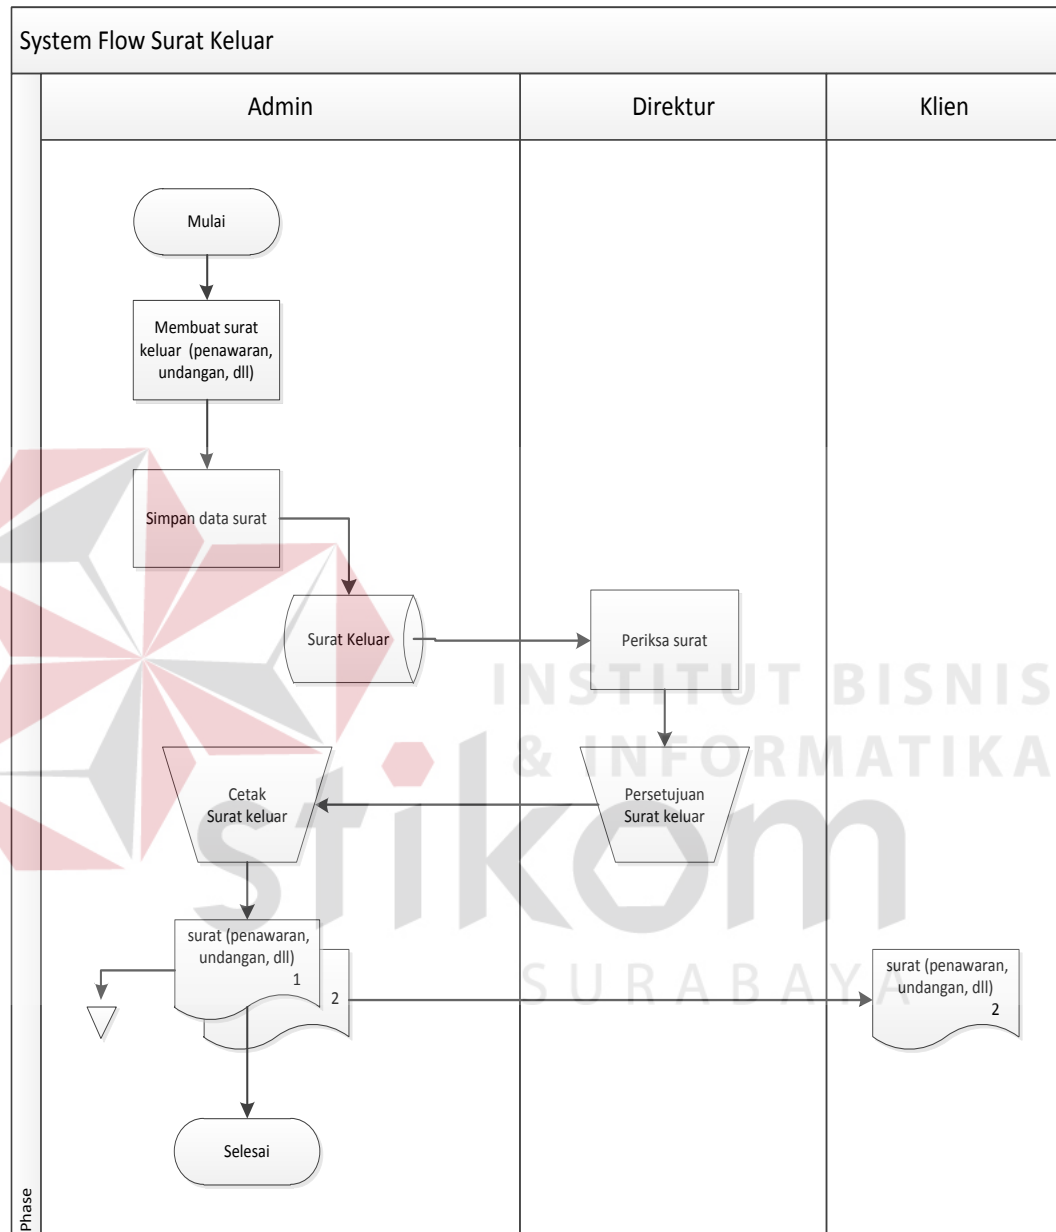 System Flow Surat Keluar
Admin
Direktur
Klien
Mulai
Membuat surat
keluar (penawaran,
undangan, dll)
Simpan data surat
Surat Keluar
Periksa surat
INSTITUT BISNIS
& INFORMATIKA
Cetak
Surat keluar
Persetujuan
Surat keluar
stikom
surat (penawaran,
undangan, dll)
1
2
surat (penawaran,
undangan, dll)
2
SURABAYA
Selesai
Phase